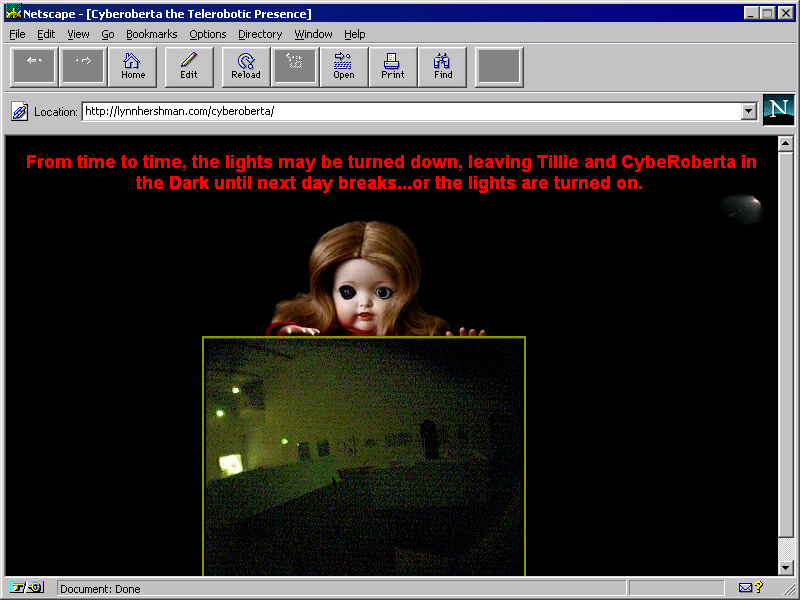 Netscape - [Cyberoberta the Telerobotic Presence]
File Edit View Go Bookmarks Options Directory Window Help
Home Edit Reload Open Print Find
Location: http://lynnhershman.com/cyberoberta/
N
From time to time, the lights may be turned down, leaving Tillie and CybeRoberta in
the Dark until next day breaks...or the lights are turned on.
Document: Done